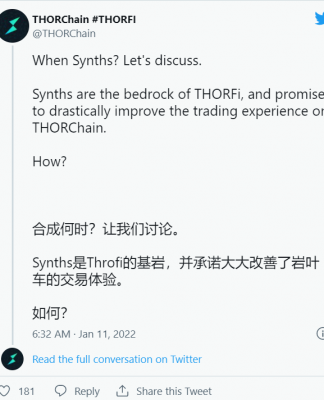 THORChain #THORFI
@THORChain
When Synths? Let's discuss.
Synths are the bedrock of THORFi, and promise
to drastically improve the trading experience on
THORChain.
How?
合成何时？让我们讨论。
Synths是Throfi的基岩，并承诺大大改善了岩叶
车的交易体验。
如何？
6:32 AM · Jan 11, 2022
Read the full conversation on Twitter
181 Reply Share this Tweet